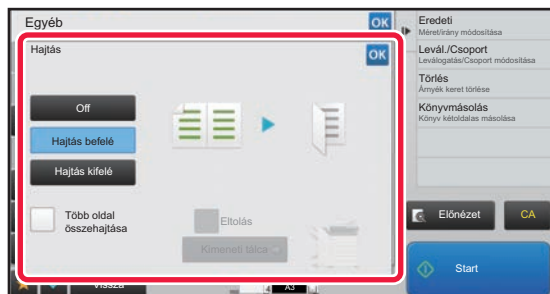 Egyéb
OK
Hajtás
OK
Off
Hajtás befelé
Hajtás kifelé
Több oldal
összehajtása
Eltolás
Kimeneti tálca
Vissza
A3
Eredeti
Méret/irány módosítása
Levál./Csoport
Leválogatás/Csoport módosítása
Törlés
Árnyék keret törlése
Könyvmásolás
Könyv kétoldalas másolása
Előnézet
CA
Start